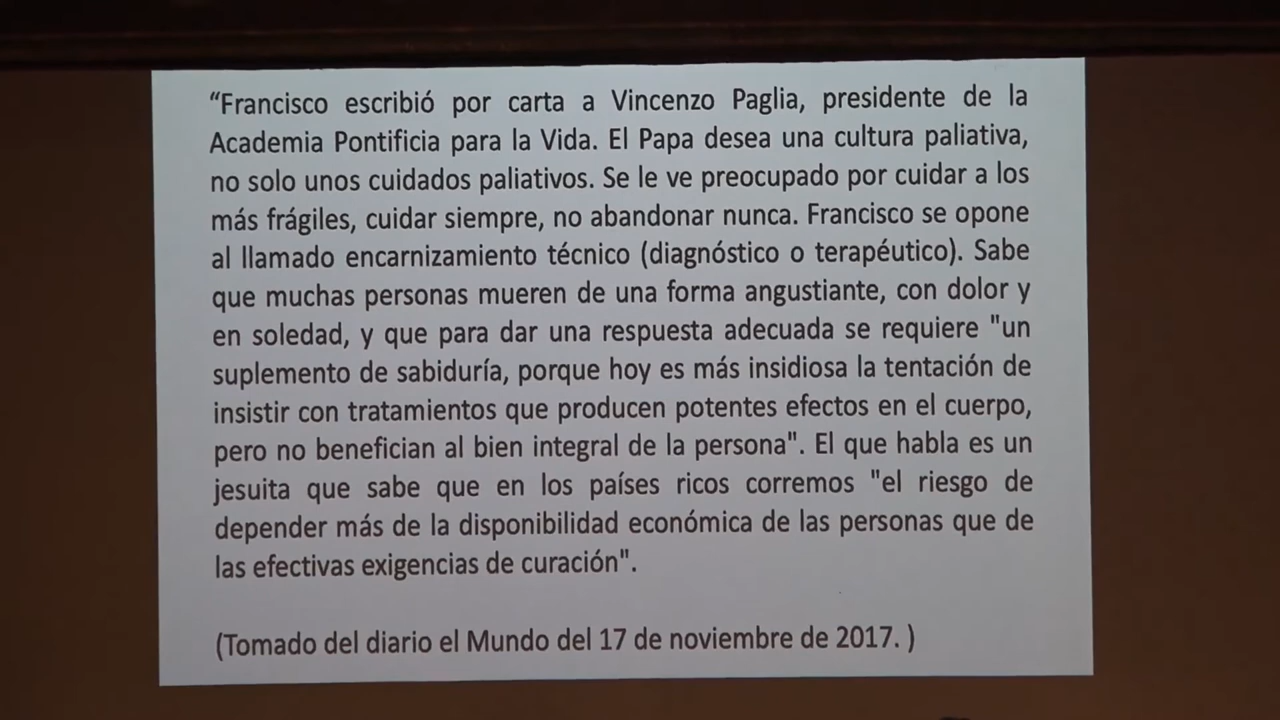 “Francisco escribió por carta a Vincenzo Paglia, presidente de la
Academia Pontificia para la Vida. El Papa desea una cultura paliativa,
no solo unos cuidados paliativos. Se le ve preocupado por cuidar a los
más frágiles, cuidar siempre, no abandonar nunca. Francisco se opone
al llamado encarnizamiento técnico (diagnóstico o terapéutico). Sabe
que muchas personas mueren de una forma angustiante, con dolor y
en soledad, y que para dar una respuesta adecuada se requiere "un
suplemento de sabiduría, porque hoy es más insidiosa la tentación de
insistir con tratamientos que producen potentes efectos en el cuerpo,
pero no benefician al bien integral de la persona". El que habla es un
jesuita que sabe que en los países ricos corremos "el riesgo de
depender más de la disponibilidad económica de las personas que de
las efectivas exigencias de curación".
(Tomado del diario el Mundo del 17 de noviembre de 2017. )